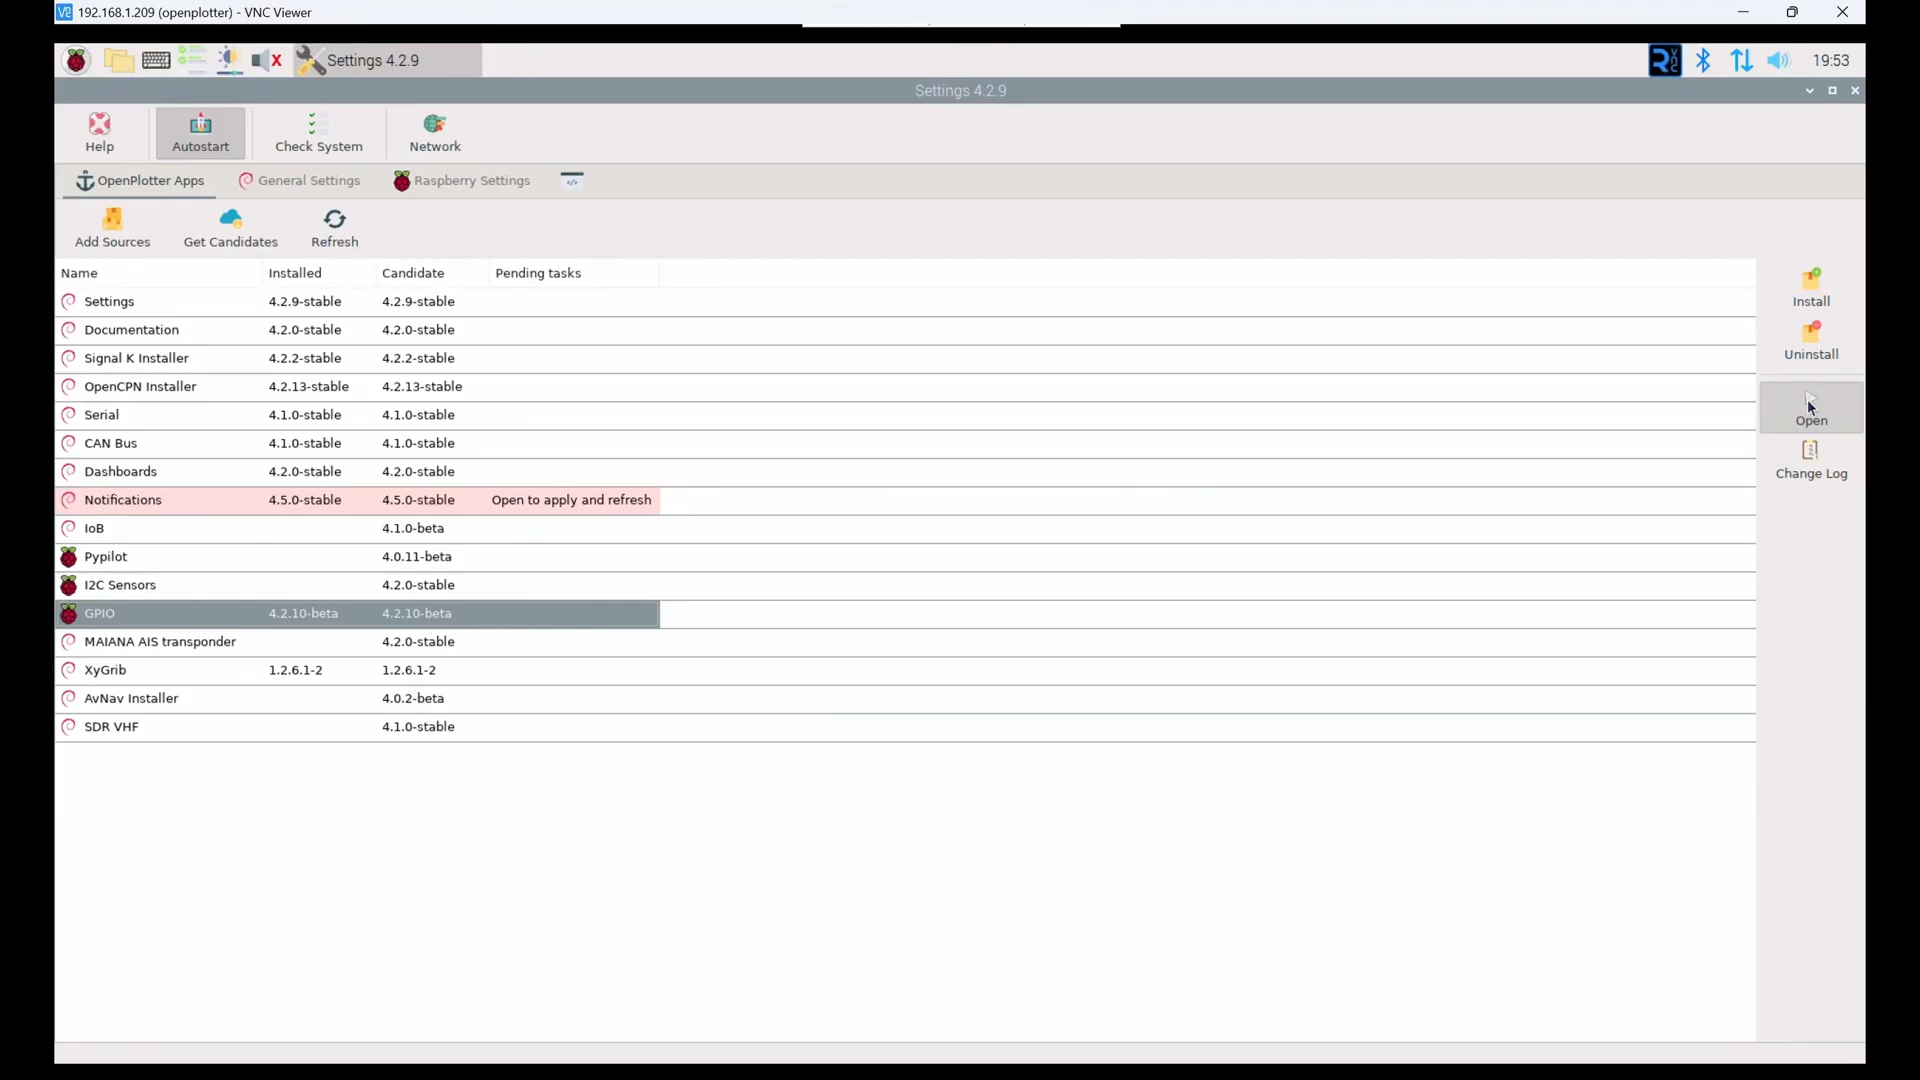 192.168.1.209 (openplotter) - VNC Viewer
Settings 4.2.9
19:53
Settings 4.2.9
Help
Autostart
Check System
Network
OpenPlotter Apps
General Settings
Raspberry Settings
</>
Add Sources
Get Candidates
Refresh
Name Installed Candidate Pending tasks
Settings 4.2.9-stable 4.2.9-stable
Documentation 4.2.0-stable 4.2.0-stable
Signal K Installer 4.2.2-stable 4.2.2-stable
OpenCPN Installer 4.2.13-stable 4.2.13-stable
Serial 4.1.0-stable 4.1.0-stable
CAN Bus 4.1.0-stable 4.1.0-stable
Dashboards 4.2.0-stable 4.2.0-stable
Notifications 4.5.0-stable 4.5.0-stable Open to apply and refresh
IoB 4.1.0-beta
Pypilot 4.0.11-beta
I2C Sensors 4.2.0-stable
GPIO 4.2.10-beta 4.2.10-beta
MAIANA AIS transponder 4.2.0-stable
XyGrib 1.2.6.1-2 1.2.6.1-2
AvNav Installer 4.0.2-beta
SDR VHF 4.1.0-stable
Install
Uninstall
Open
Change Log